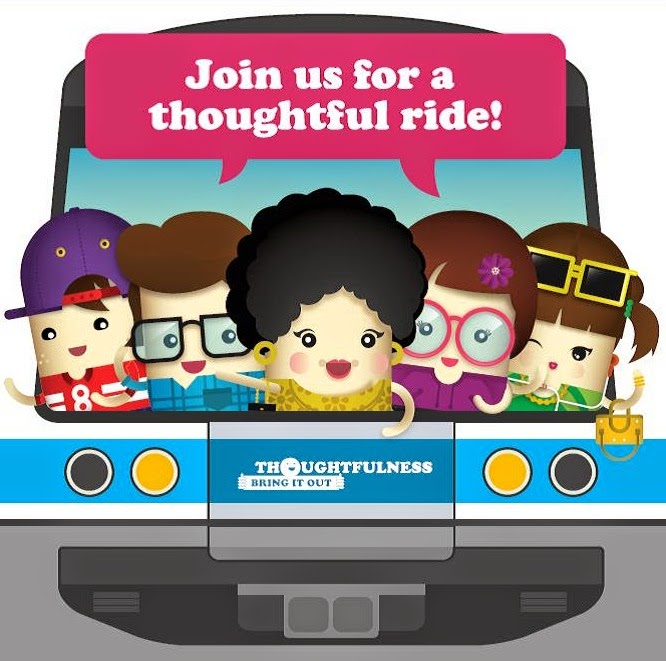 Join us for a
thoughtful ride!
8
THOUGHTFULNESS
BRING IT OUT